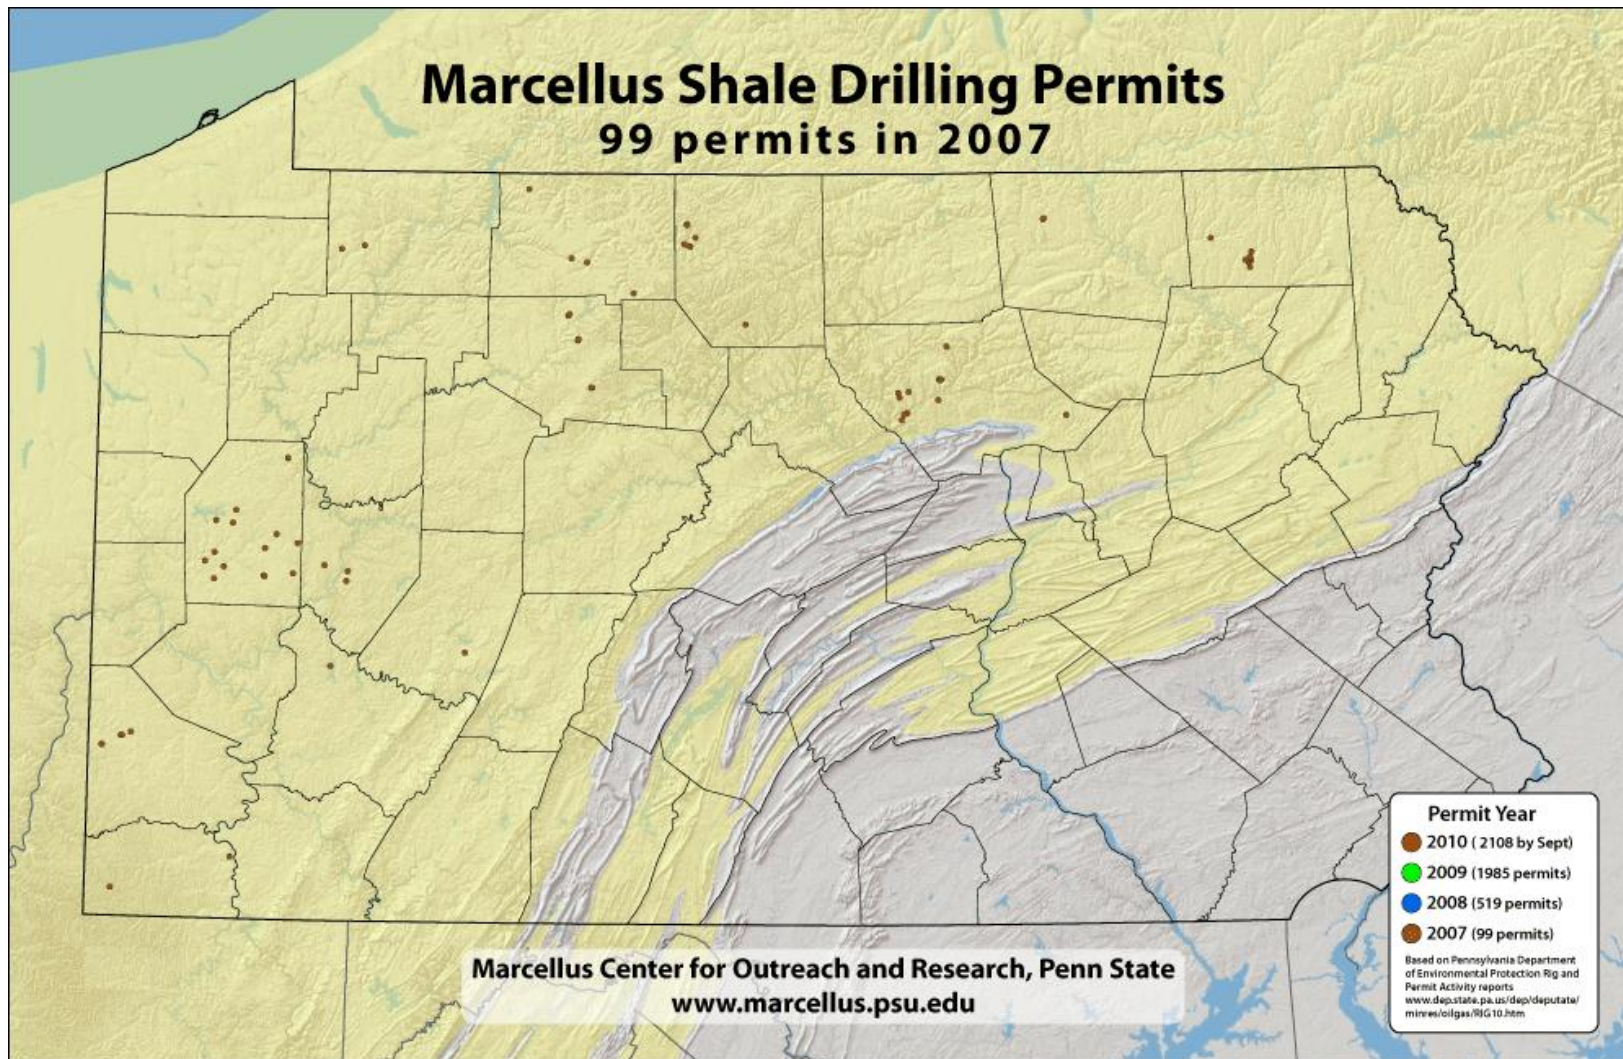 Marcellus Shale Drilling Permits
99 permits in 2007
Permit Year
2010 ( 2108 by Sept)
2009 (1985 permits)
2008 (519 permits)
2007 (99 permits)
Based on Pennsylvania Department
of Environmental Protection Rig and
Permit Activity reports
www.dep.state.pa.us/dep/deputate/
minres/oilgas/RIG10.htm
Marcellus Center for Outreach and Research, Penn State
www.marcellus.psu.edu